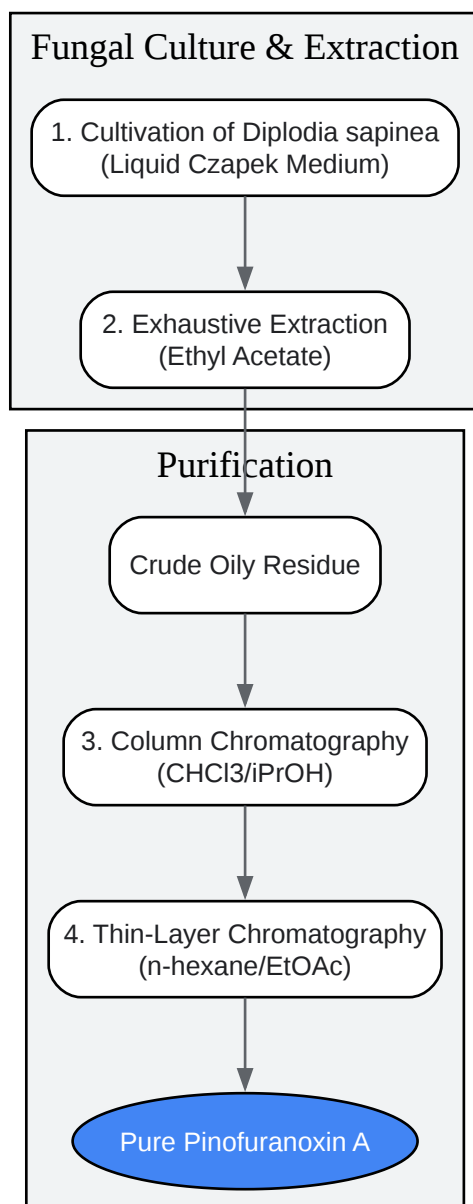 Fungal Culture & Extraction
1. Cultivation of Diplodia sapinea
(Liquid Czapek Medium)
2. Exhaustive Extraction
(Ethyl Acetate)
Purification
Crude Oily Residue
3. Column Chromatography
(CHCl3/iPrOH)
4. Thin-Layer Chromatography
(n-hexane/EtOAc)
Pure Pinofuranoxin A